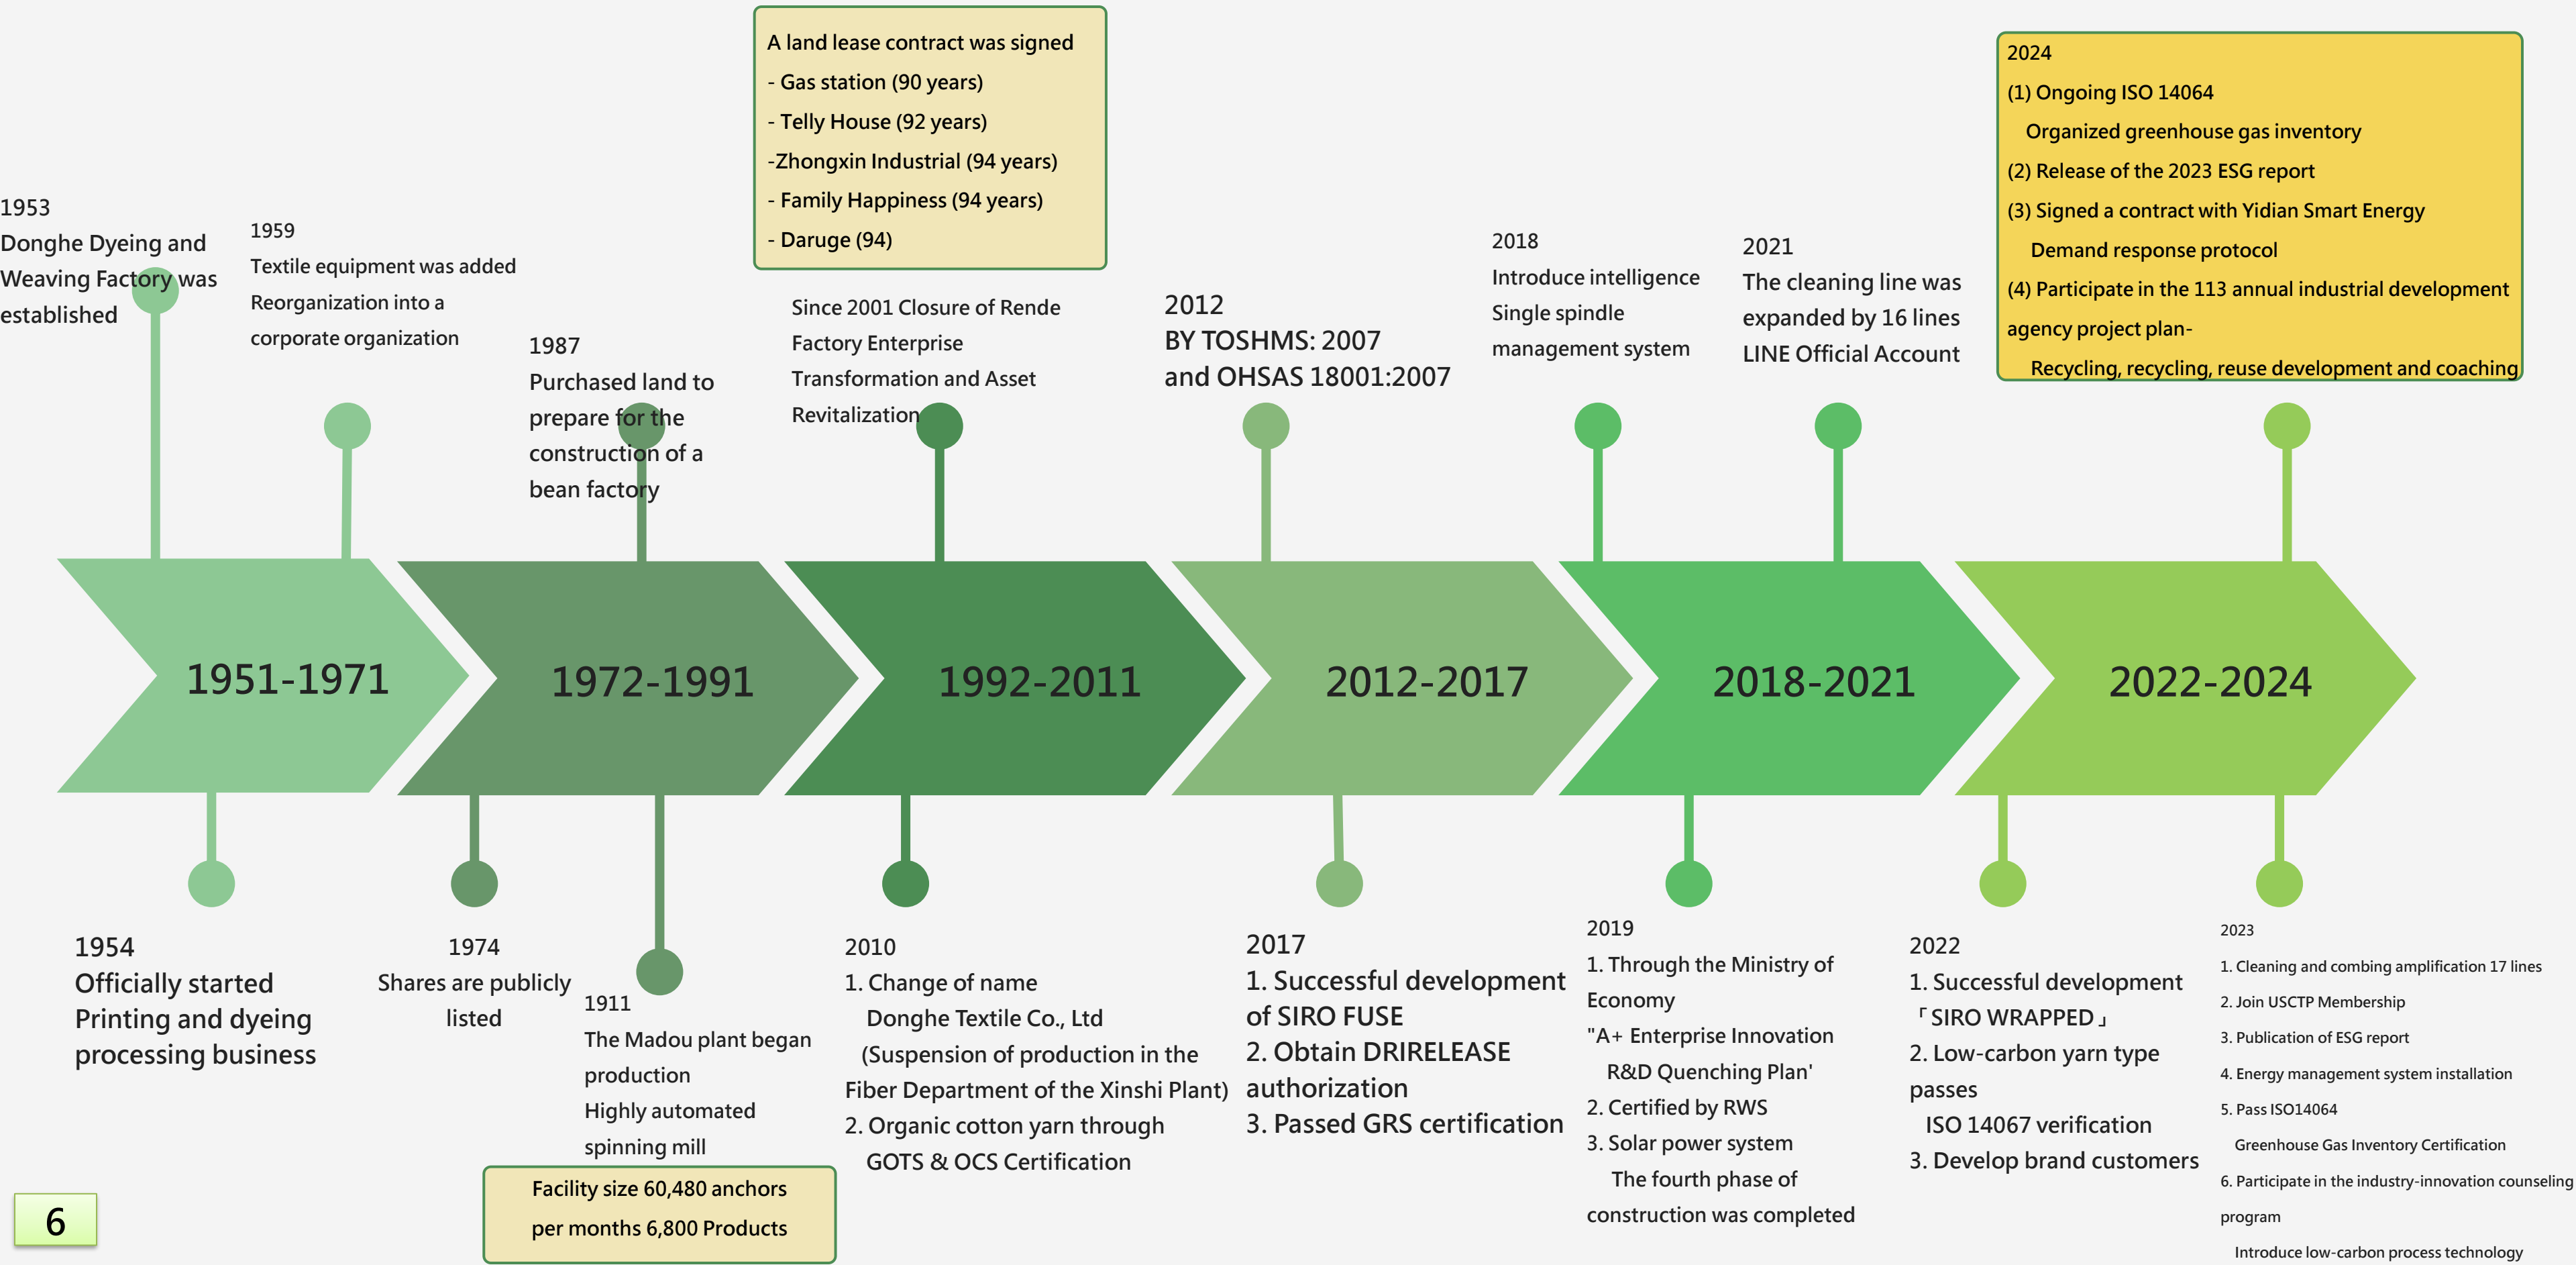 A land lease contract was signed
- Gas station (90 years)
- Telly House (92 years)
-Zhongxin Industrial (94 years)
- Family Happiness (94 years)
- Daruge (94)
2024
(1) Ongoing ISO 14064
Organized greenhouse gas inventory
(2) Release of the 2023 ESG report
(3) Signed a contract with Yidian Smart Energy
Demand response protocol
(4) Participate in the 113 annual industrial development
agency project plan-
Recycling, recycling, reuse development and coaching
1953
Donghe Dyeing and
Weaving Factory was
established
1959
Textile equipment was added
Reorganization into a
corporate organization
1987
Purchased land to
prepare for the
construction of a
bean factory
Since 2001 Closure of Rende
Factory Enterprise
Transformation and Asset
Revitalization
2012
BY TOSHMS: 2007
and OHSAS 18001:2007
2018
Introduce intelligence
Single spindle
management system
2021
The cleaning line was
expanded by 16 lines
LINE Official Account
1951-1971
1972-1991
1992-2011
2012-2017
2018-2021
2022-2024
1954
Officially started
Printing and dyeing
processing business
1974
Shares are publicly
listed
1911
The Madou plant began
production
Highly automated
spinning mill
Facility size 60,480 anchors
per months 6,800 Products
2010
1. Change of name
Donghe Textile Co., Ltd
(Suspension of production in the
Fiber Department of the Xinshi Plant)
2. Organic cotton yarn through
GOTS & OCS Certification
2017
1. Successful development
of SIRO FUSE
2. Obtain DRIRELEASE
authorization
3. Passed GRS certification
2019
1. Through the Ministry of
Economy
"A+ Enterprise Innovation
R&D Quenching Plan'
2. Certified by RWS
3. Solar power system
The fourth phase of
construction was completed
2022
1. Successful development
「SIRO WRAPPED」
2. Low-carbon yarn type
passes
ISO 14067 verification
3. Develop brand customers
2023
1. Cleaning and combing amplification 17 lines
2. Join USCTP Membership
3. Publication of ESG report
4. Energy management system installation
5. Pass ISO14064
Greenhouse Gas Inventory Certification
6. Participate in the industry-innovation counseling
program
Introduce low-carbon process technology
6